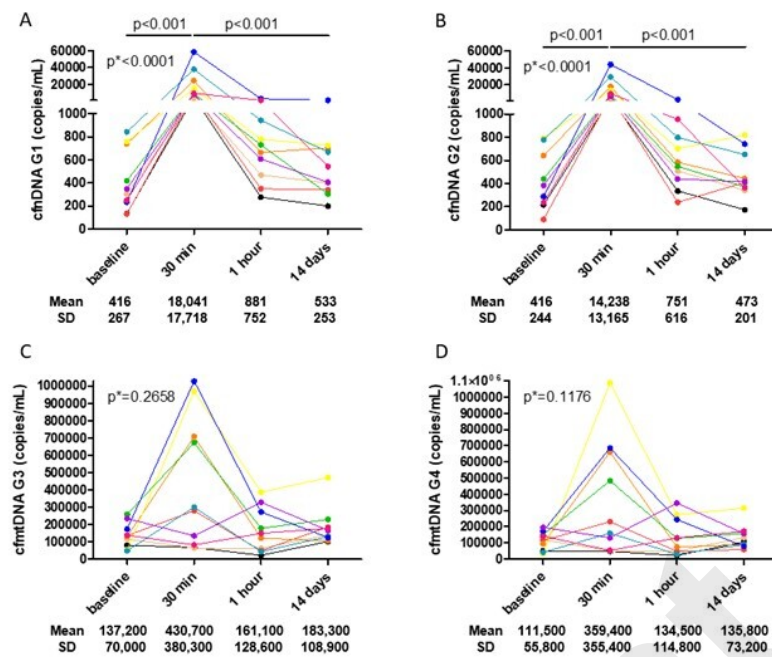 A
p<0.001 p<0.001
p*<0.0001
cfnDNA G1 (copies/mL)
60000
40000
20000
1000
800
600
400
200
0
baseline 30 min 1 hour 14 days
Mean 416 18,041 881 533
SD 267 17,718 752 253
B
p<0.001 p<0.001
p*<0.0001
cfnDNA G2 (copies/mL)
60000
40000
20000
1000
800
600
400
200
0
baseline 30 min 1 hour 14 days
Mean 416 14,238 751 473
SD 244 13,165 616 201
C
p*=0.2658
cfmtDNA G3 (copies/mL)
1000000
900000
800000
700000
600000
500000
400000
300000
200000
100000
0
baseline 30 min 1 hour 14 days
Mean 137,200 430,700 161,100 183,300
SD 70,000 380,300 128,600 108,900
D
p*=0.1176
cfmtDNA G4 (copies/mL)
1.1×10⁰⁶
1000000
900000
800000
700000
600000
500000
400000
300000
200000
100000
0
baseline 30 min 1 hour 14 days
Mean 111,500 359,400 134,500 135,800
SD 55,800 355,400 114,800 73,200